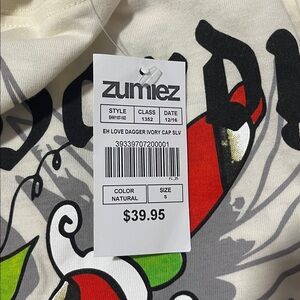 zumiez
STYLE CLASS DATE
1352 12/16
EH LOVE DAGGER IVORY CAP SLV
39339707200001
COLOR SIZE
NATURAL S
$39.95